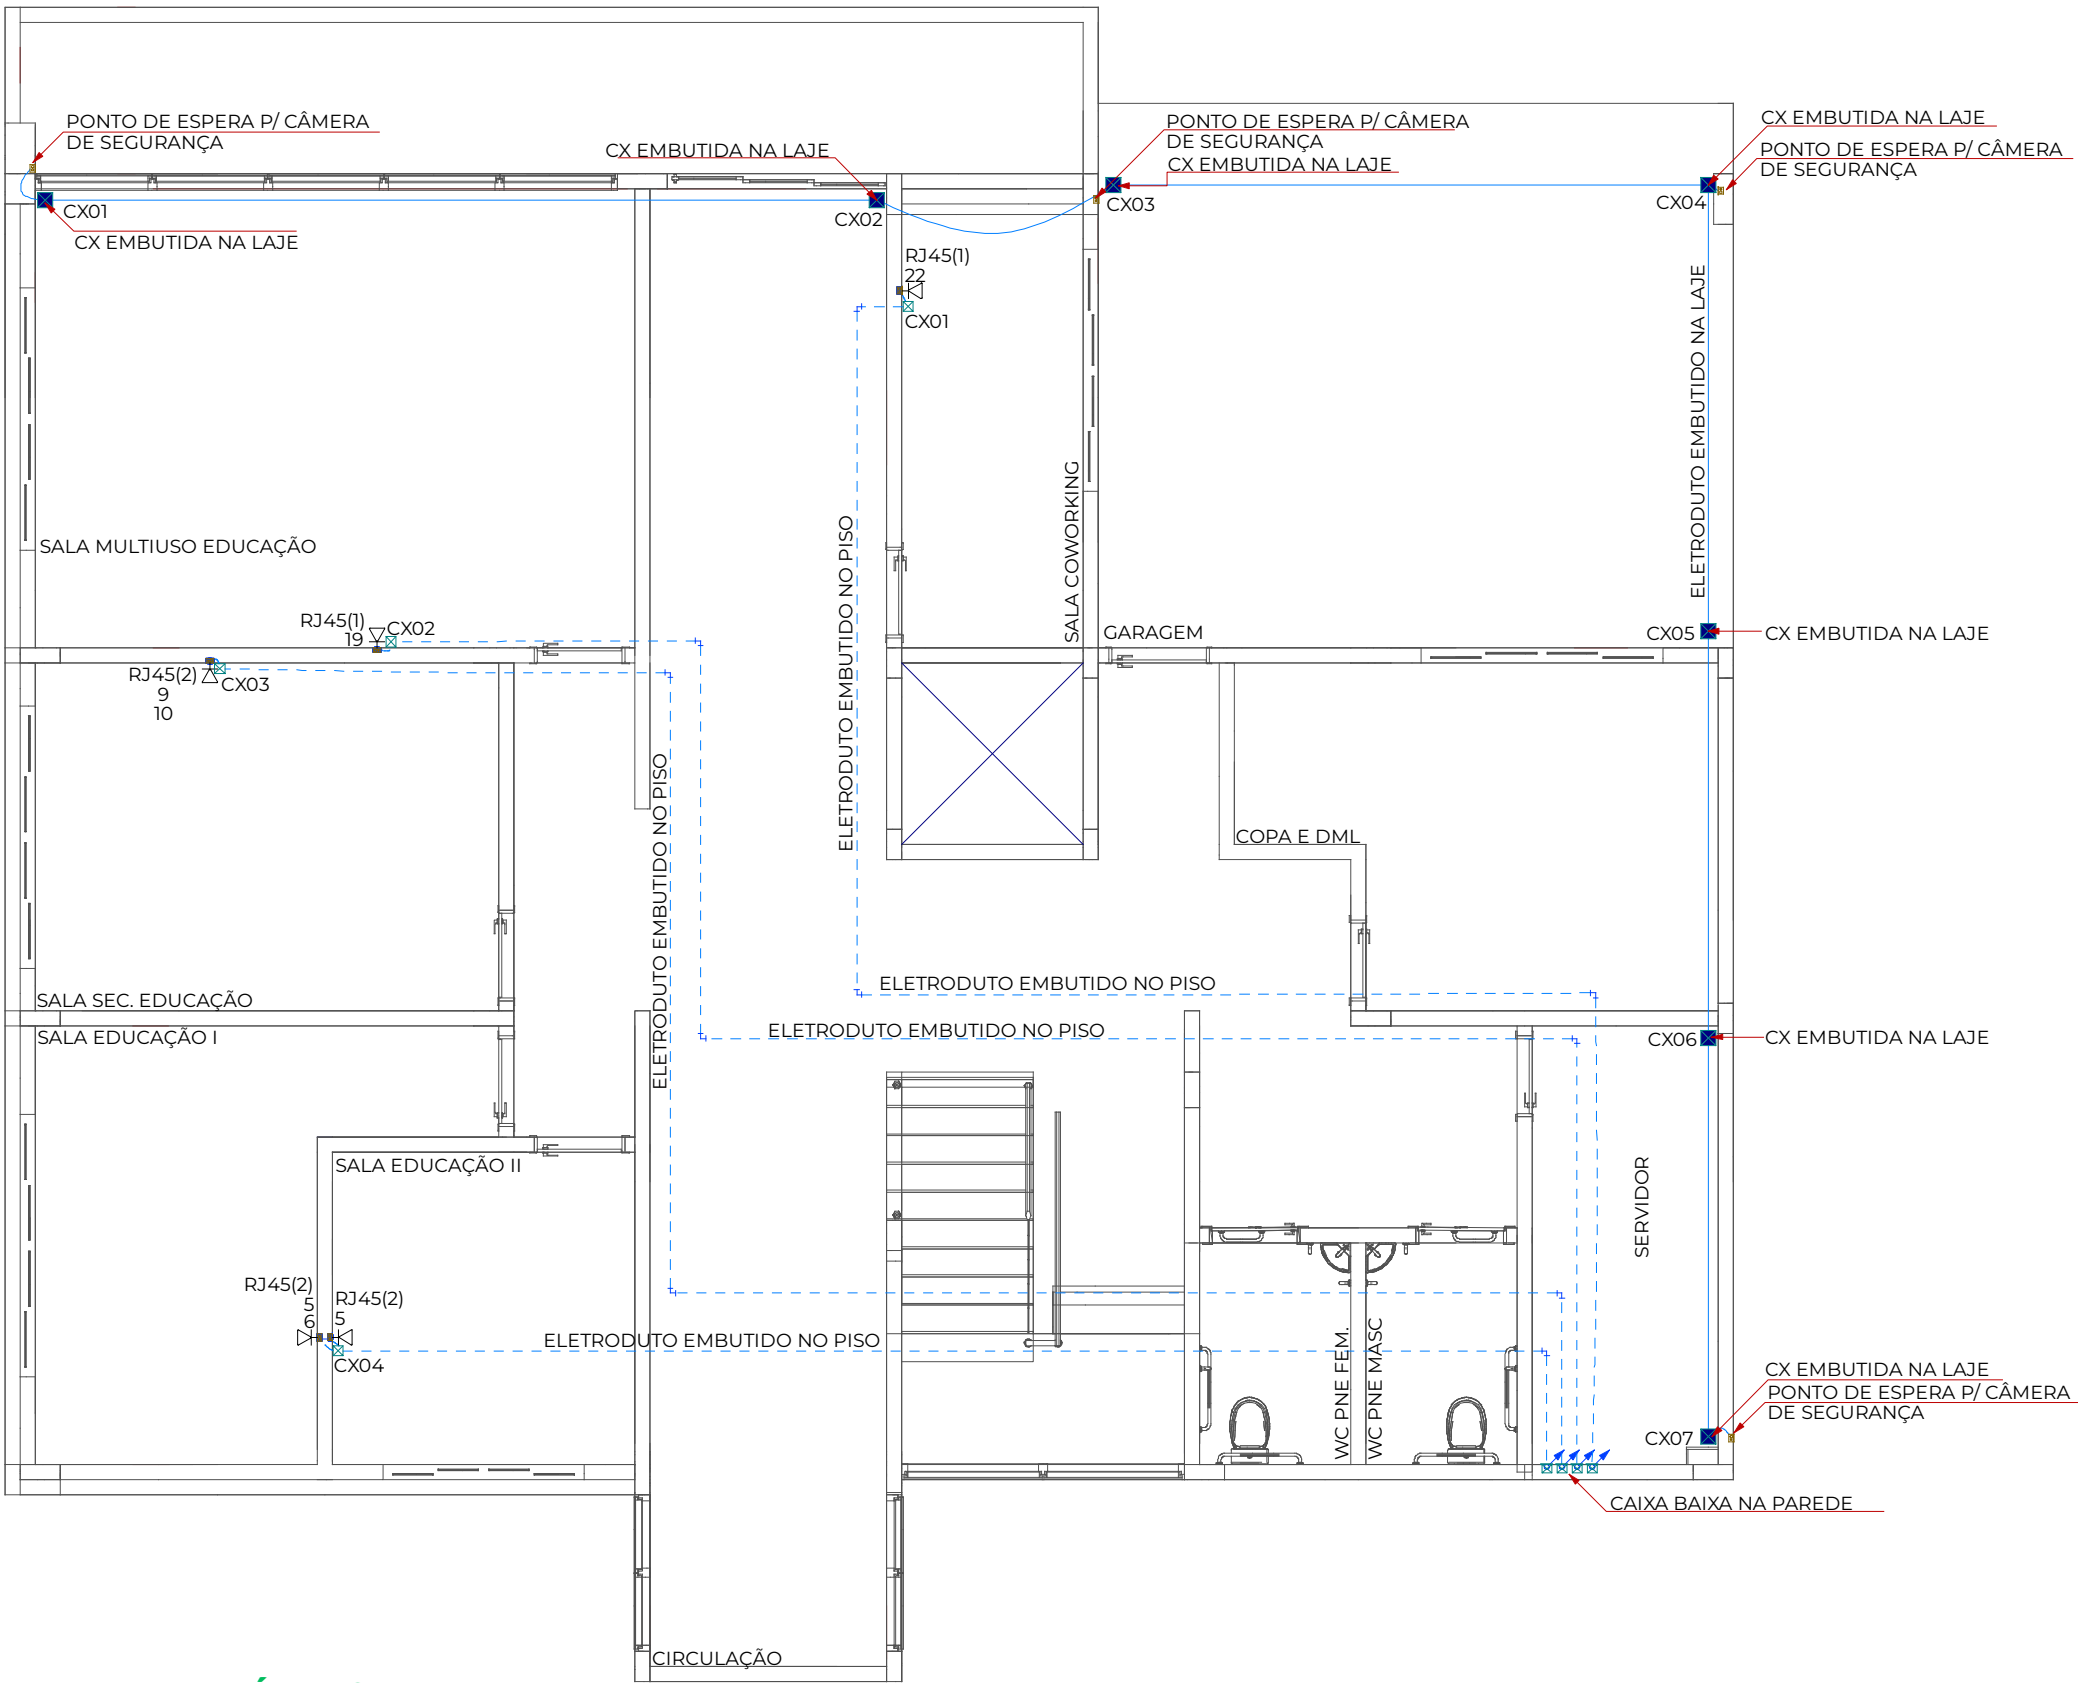 PONTO DE ESPERA P/ CÂMERA
DE SEGURANÇA
CX EMBUTIDA NA LAJE
PONTO DE ESPERA P/ CÂMERA
DE SEGURANÇA
CX EMBUTIDA NA LAJE
CX EMBUTIDA NA LAJE
PONTO DE ESPERA P/ CÂMERA
DE SEGURANÇA
CX01
CX EMBUTIDA NA LAJE
CX02
CX03
CX04
RJ45(1)
22
CX01
ELETRODUTO EMBUTIDO NA LAJE
SALA COWORKING
ELETRODUTO EMBUTIDO NO PISO
SALA MULTIUSO EDUCAÇÃO
RJ45(1)
19
CX02
GARAGEM
CX05
CX EMBUTIDA NA LAJE
RJ45(2)
9
10
CX03
ELETRODUTO EMBUTIDO NO PISO
COPA E DML
SALA SEC. EDUCAÇÃO
ELETRODUTO EMBUTIDO NO PISO
SALA EDUCAÇÃO I
ELETRODUTO EMBUTIDO NO PISO
CX06
CX EMBUTIDA NA LAJE
SALA EDUCAÇÃO II
SERVIDOR
RJ45(2)
5
6
RJ45(2)
5
CX04
ELETRODUTO EMBUTIDO NO PISO
WC PNE FEM.
WC PNE MASC
CX EMBUTIDA NA LAJE
PONTO DE ESPERA P/ CÂMERA
DE SEGURANÇA
CX07
CAIXA BAIXA NA PAREDE
CIRCULAÇÃO